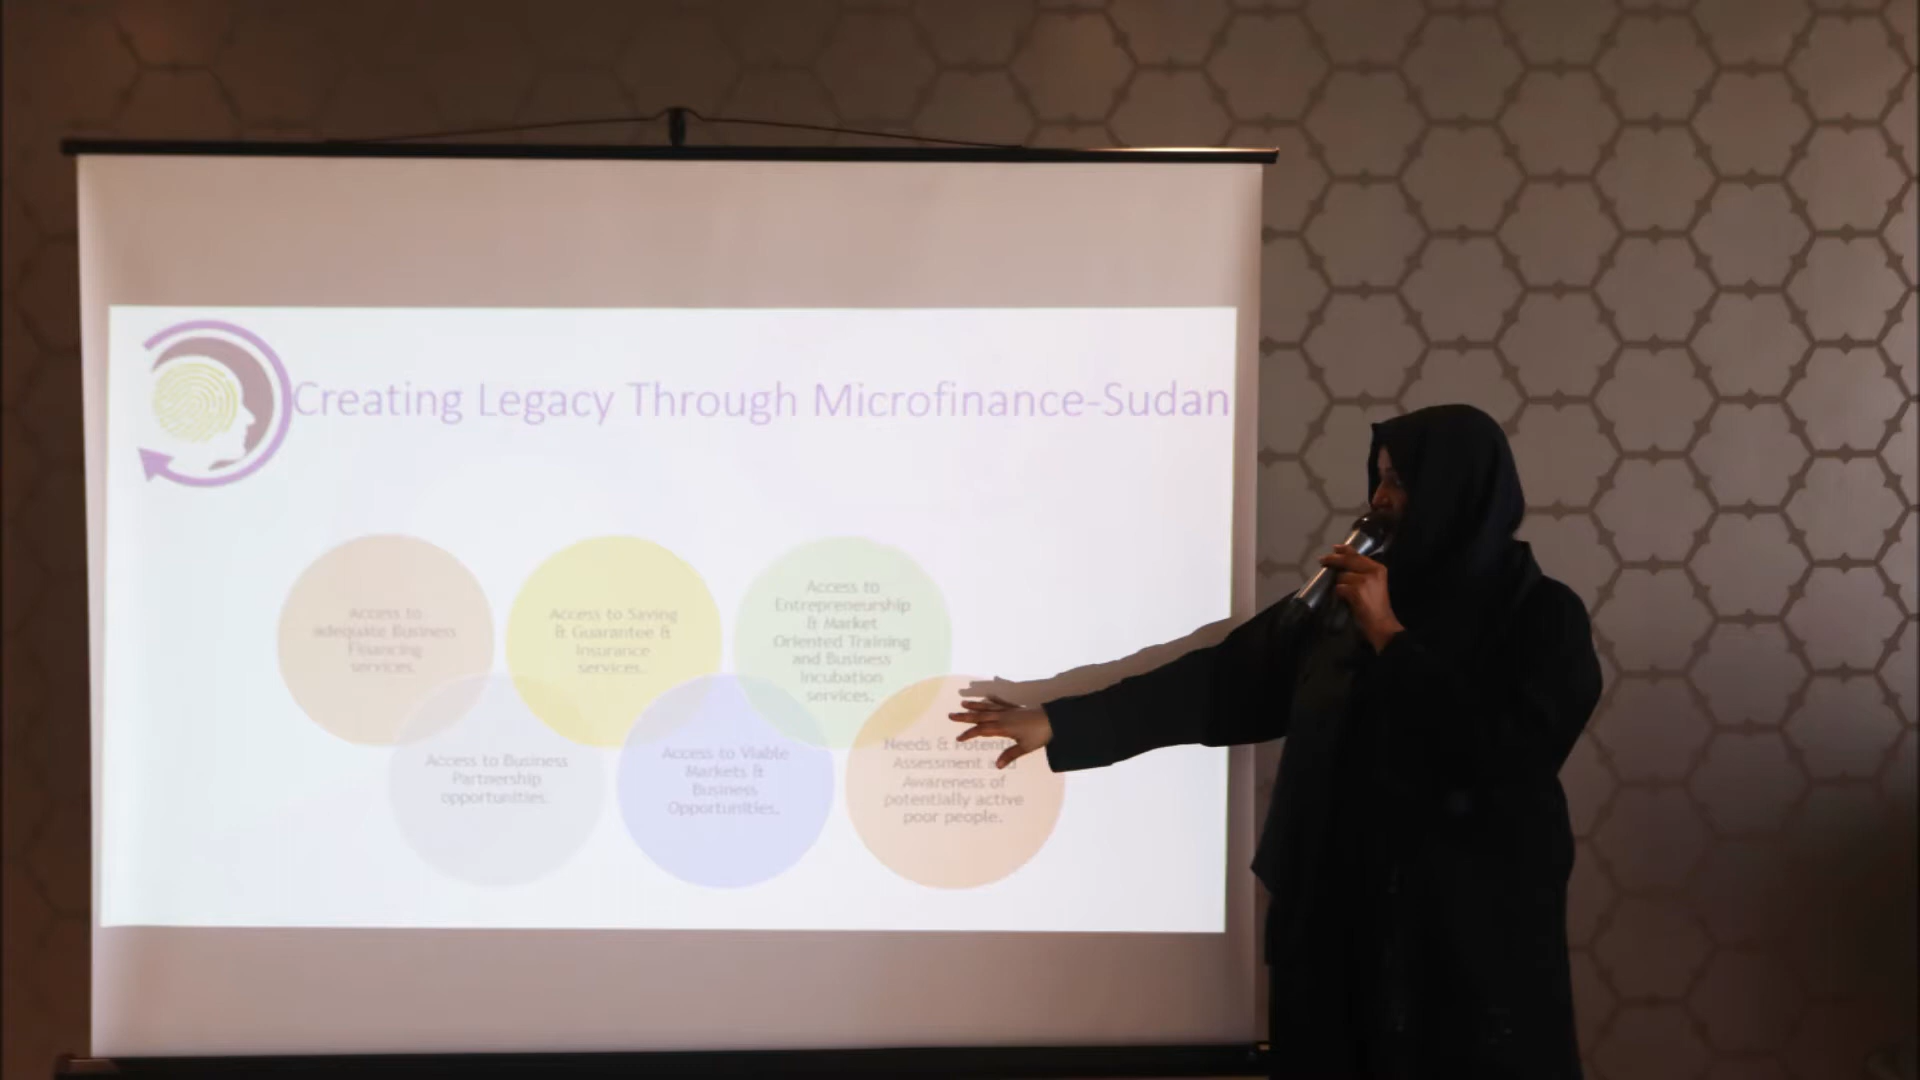 Creating Legacy Through Microfinance-Sudan
Access to
adequate Business
Financing
services.
Access to Saving
& Guarantee &
Insurance
services.
Access to
Entrepreneurship
& Market
Oriented Training
and Business
Incubation
services.
Access to Business
Partnership
opportunities.
Access to Viable
Markets &
Business
Opportunities.
Needs & Potenti
Assessment and
Awareness of
potentially active
poor people.